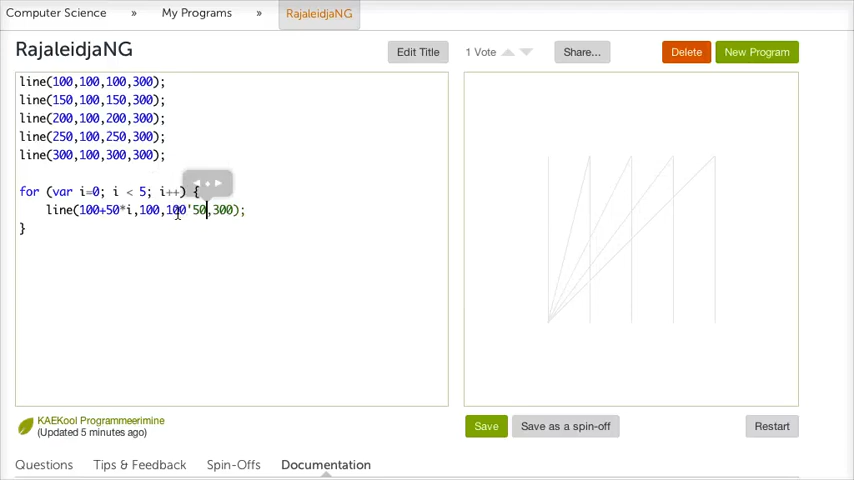 Computer Science » My Programs » RajaleidjaNG
RajaleidjaNG
Edit Title
1 Vote
Share...
Delete
New Program
line(100,100,100,300);
line(150,100,150,300);
line(200,100,200,300);
line(250,100,250,300);
line(300,100,300,300);
for (var i=0; i < 5; i++) {
line(100+50*i,100,100'50,300);
}
KAEKool Programmeerimine
(Updated 5 minutes ago)
Save
Save as a spin-off
Restart
Questions
Tips & Feedback
Spin-Offs
Documentation